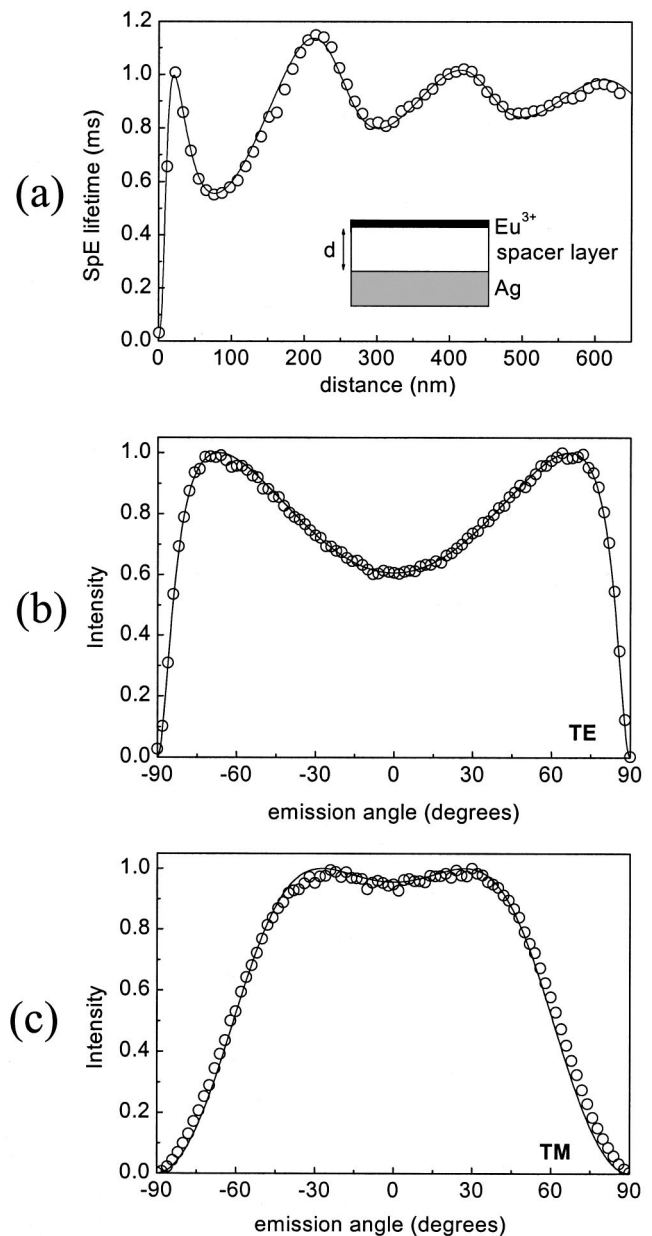 (a)
SpE lifetime (ms)
1.2
1.0
0.8
0.6
0.4
0.2
0.0
d
Eu3+
spacer layer
Ag
0 100 200 300 400 500 600
distance (nm)
(b)
Intensity
1.0
0.8
0.6
0.4
0.2
0.0
TE
-90 -60 -30 0 30 60 90
emission angle (degrees)
(c)
Intensity
1.0
0.8
0.6
0.4
0.2
0.0
TM
-90 -60 -30 0 30 60 90
emission angle (degrees)